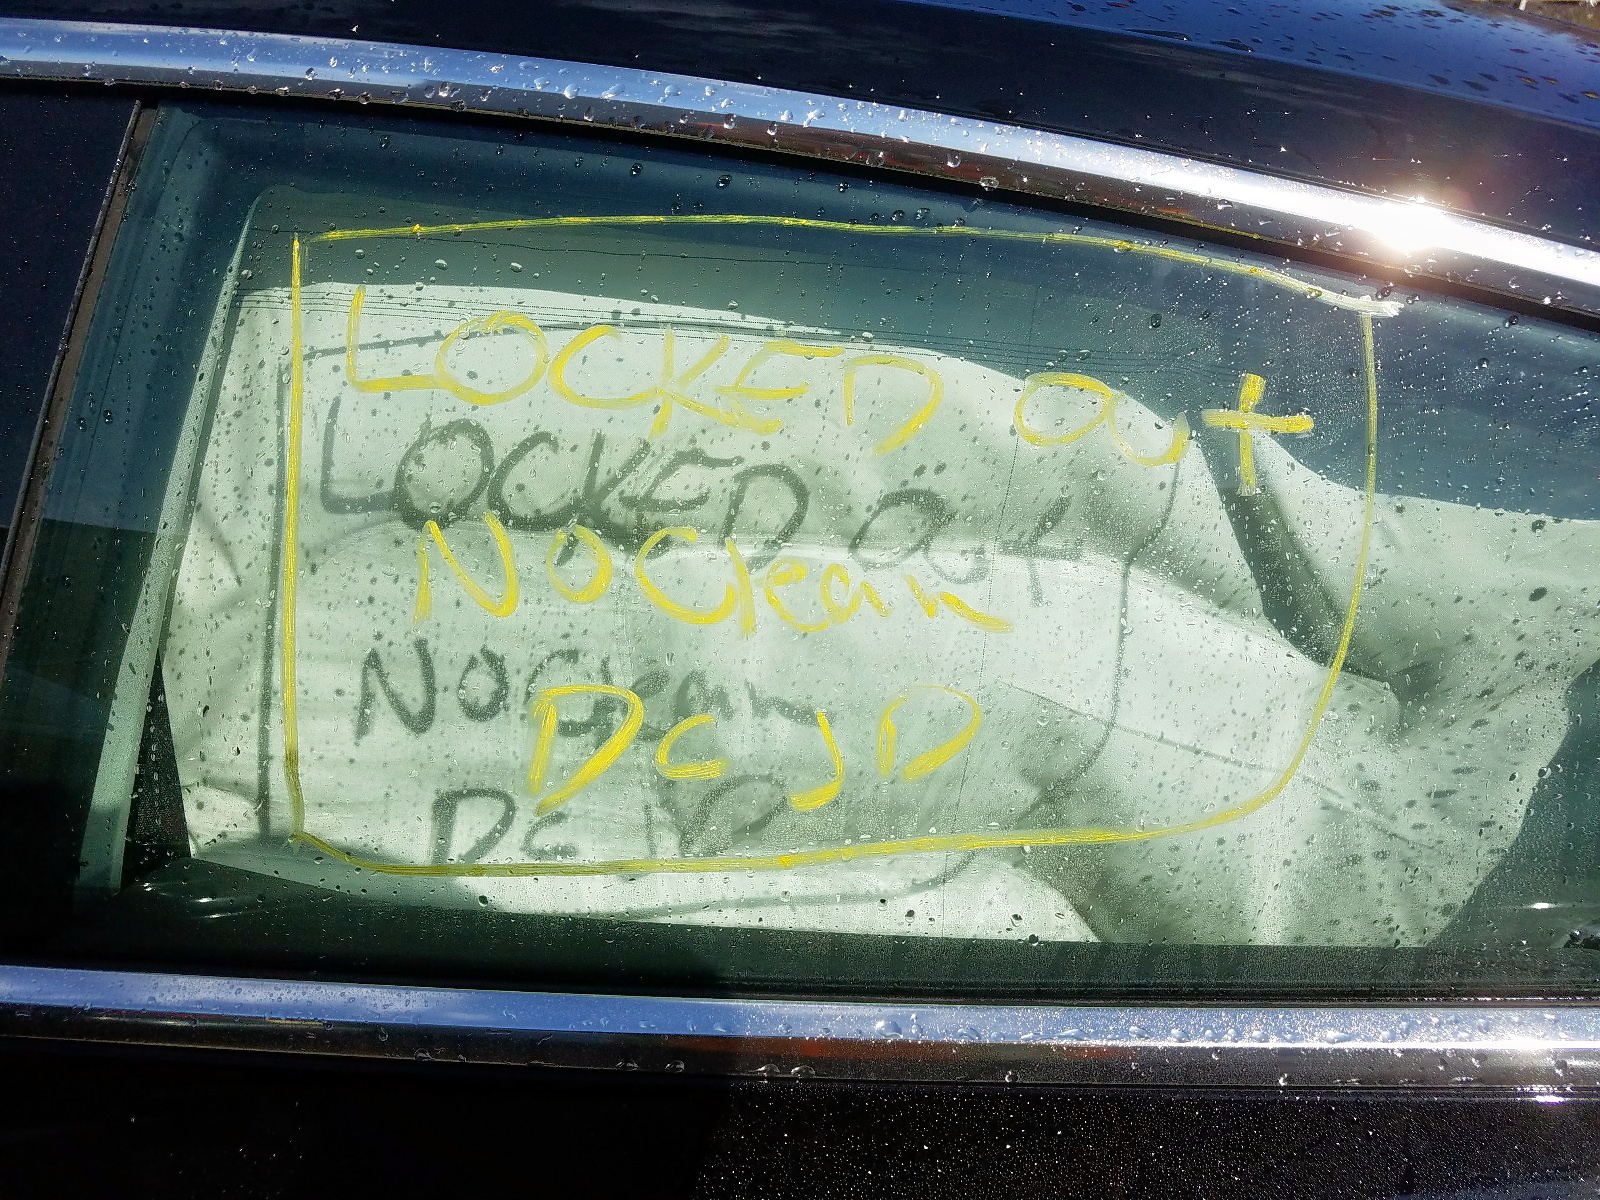 LOCKED out
NO Clean
DCJD